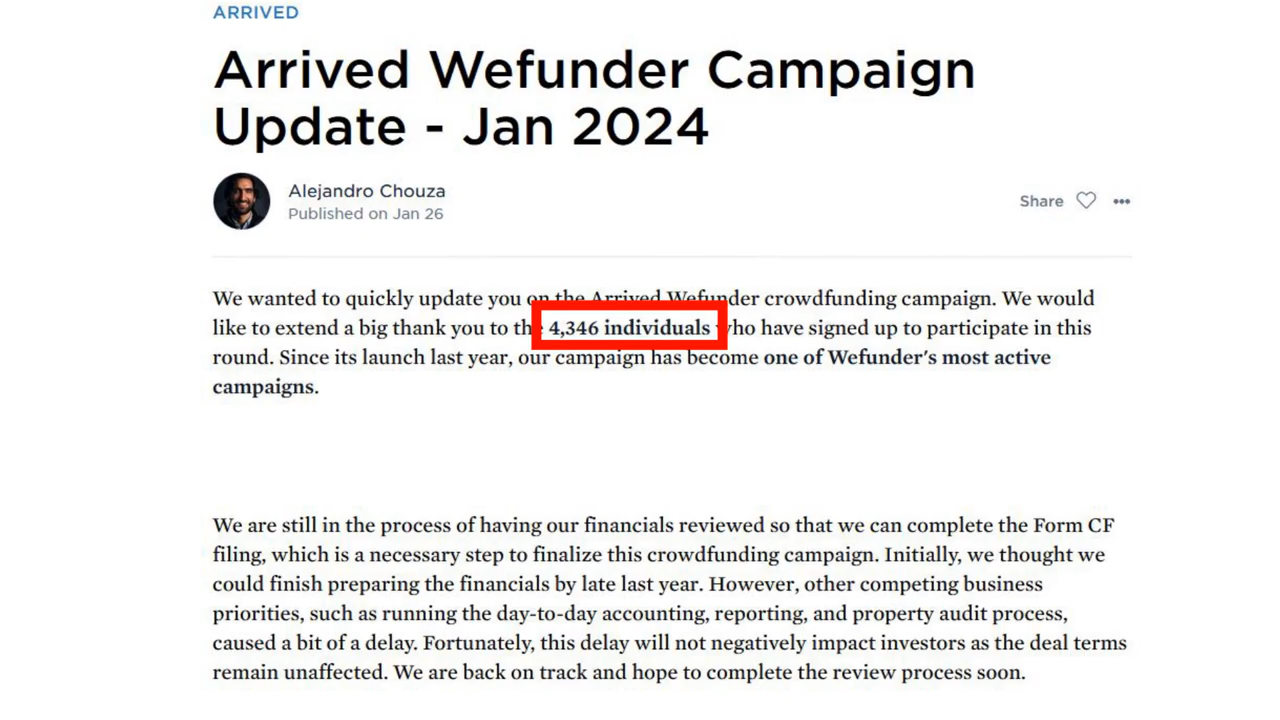 ARRIVED
Arrived Wefunder Campaign
Update - Jan 2024
Alejandro Chouza
Published on Jan 26
Share
We wanted to quickly update you on the Arrived Wefunder crowdfunding campaign. We would
like to extend a big thank you to the 4,346 individuals who have signed up to participate in this
round. Since its launch last year, our campaign has become one of Wefunder's most active
campaigns.
We are still in the process of having our financials reviewed so that we can complete the Form CF
filing, which is a necessary step to finalize this crowdfunding campaign. Initially, we thought we
could finish preparing the financials by late last year. However, other competing business
priorities, such as running the day-to-day accounting, reporting, and property audit process,
caused a bit of a delay. Fortunately, this delay will not negatively impact investors as the deal terms
remain unaffected. We are back on track and hope to complete the review process soon.